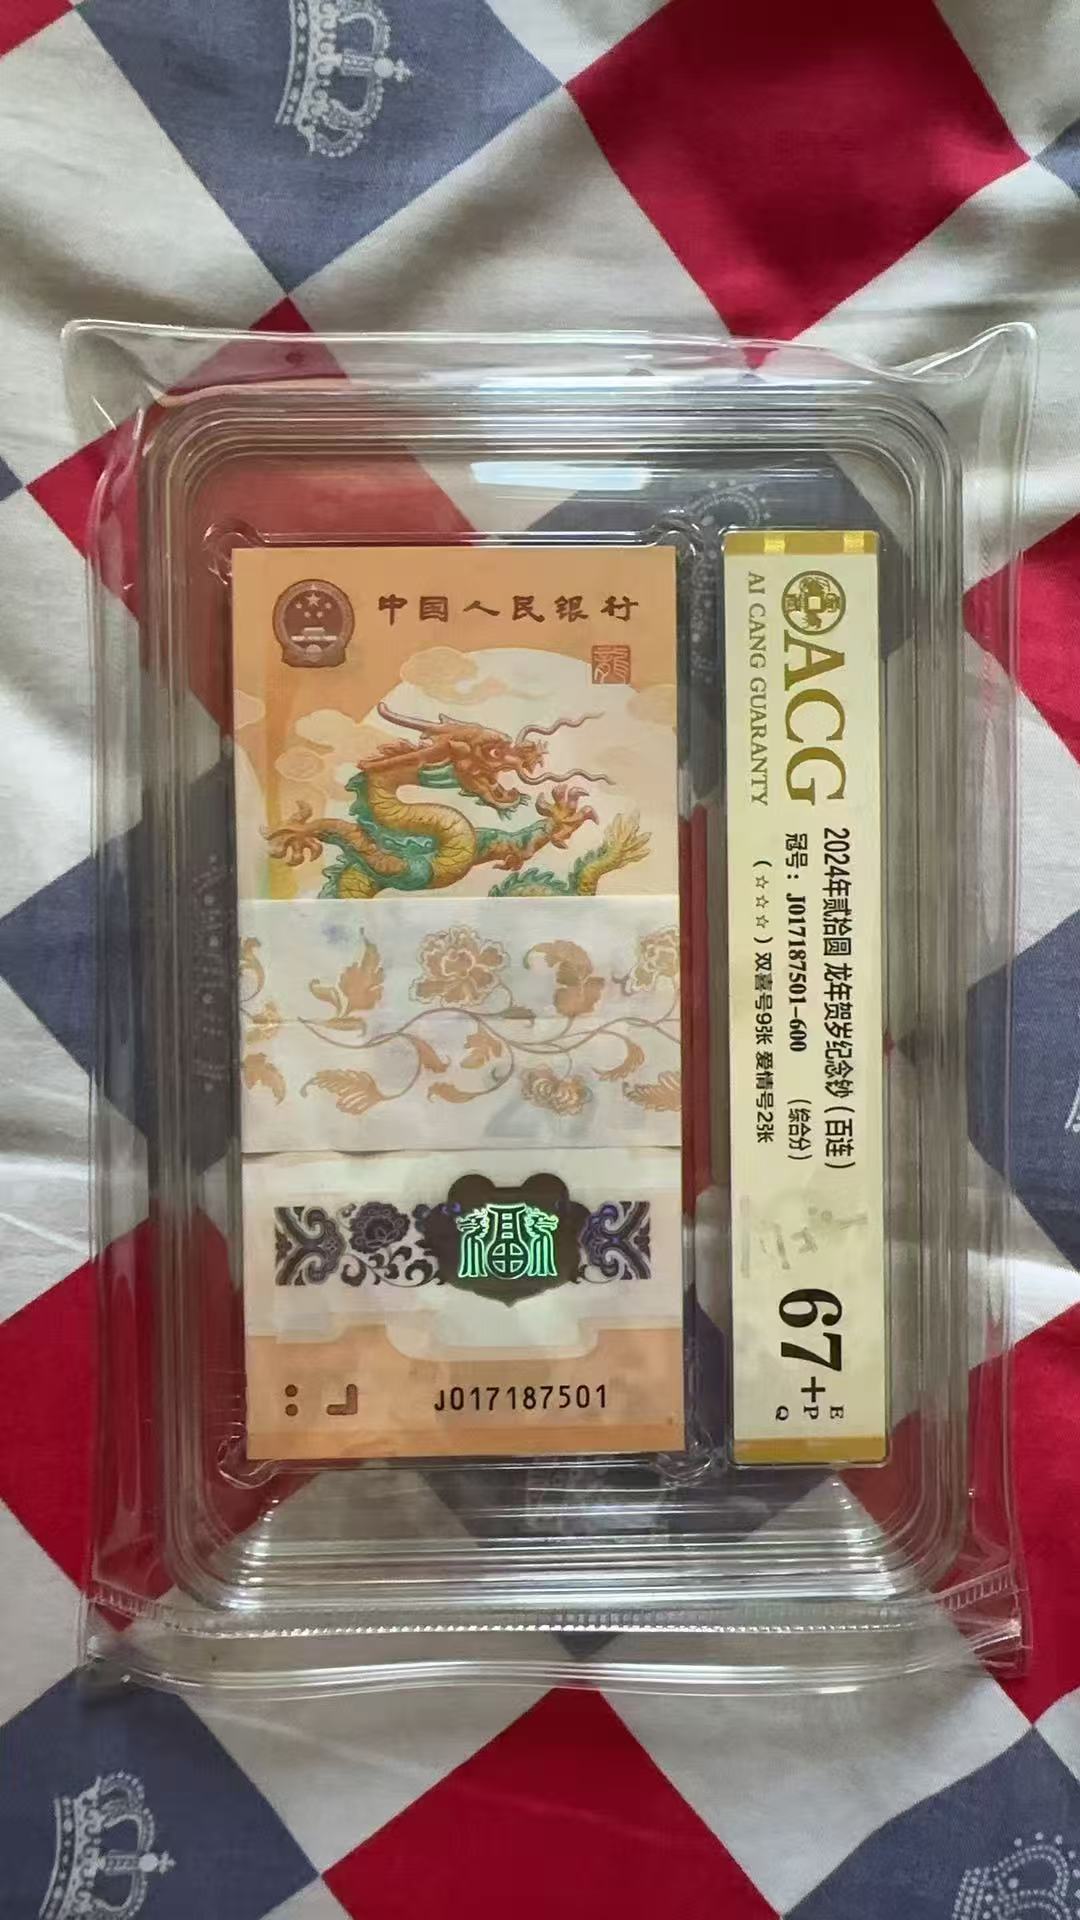 中国人民银行
龍
福
J017187501
ACG
AI CANG GUARANTY
2024年贰拾圆 龙年贺岁纪念钞（百连）
冠号：J017187501-600 （综合分）
（☆☆☆）双喜号9张 爱情号2张
67+
E
P
Q